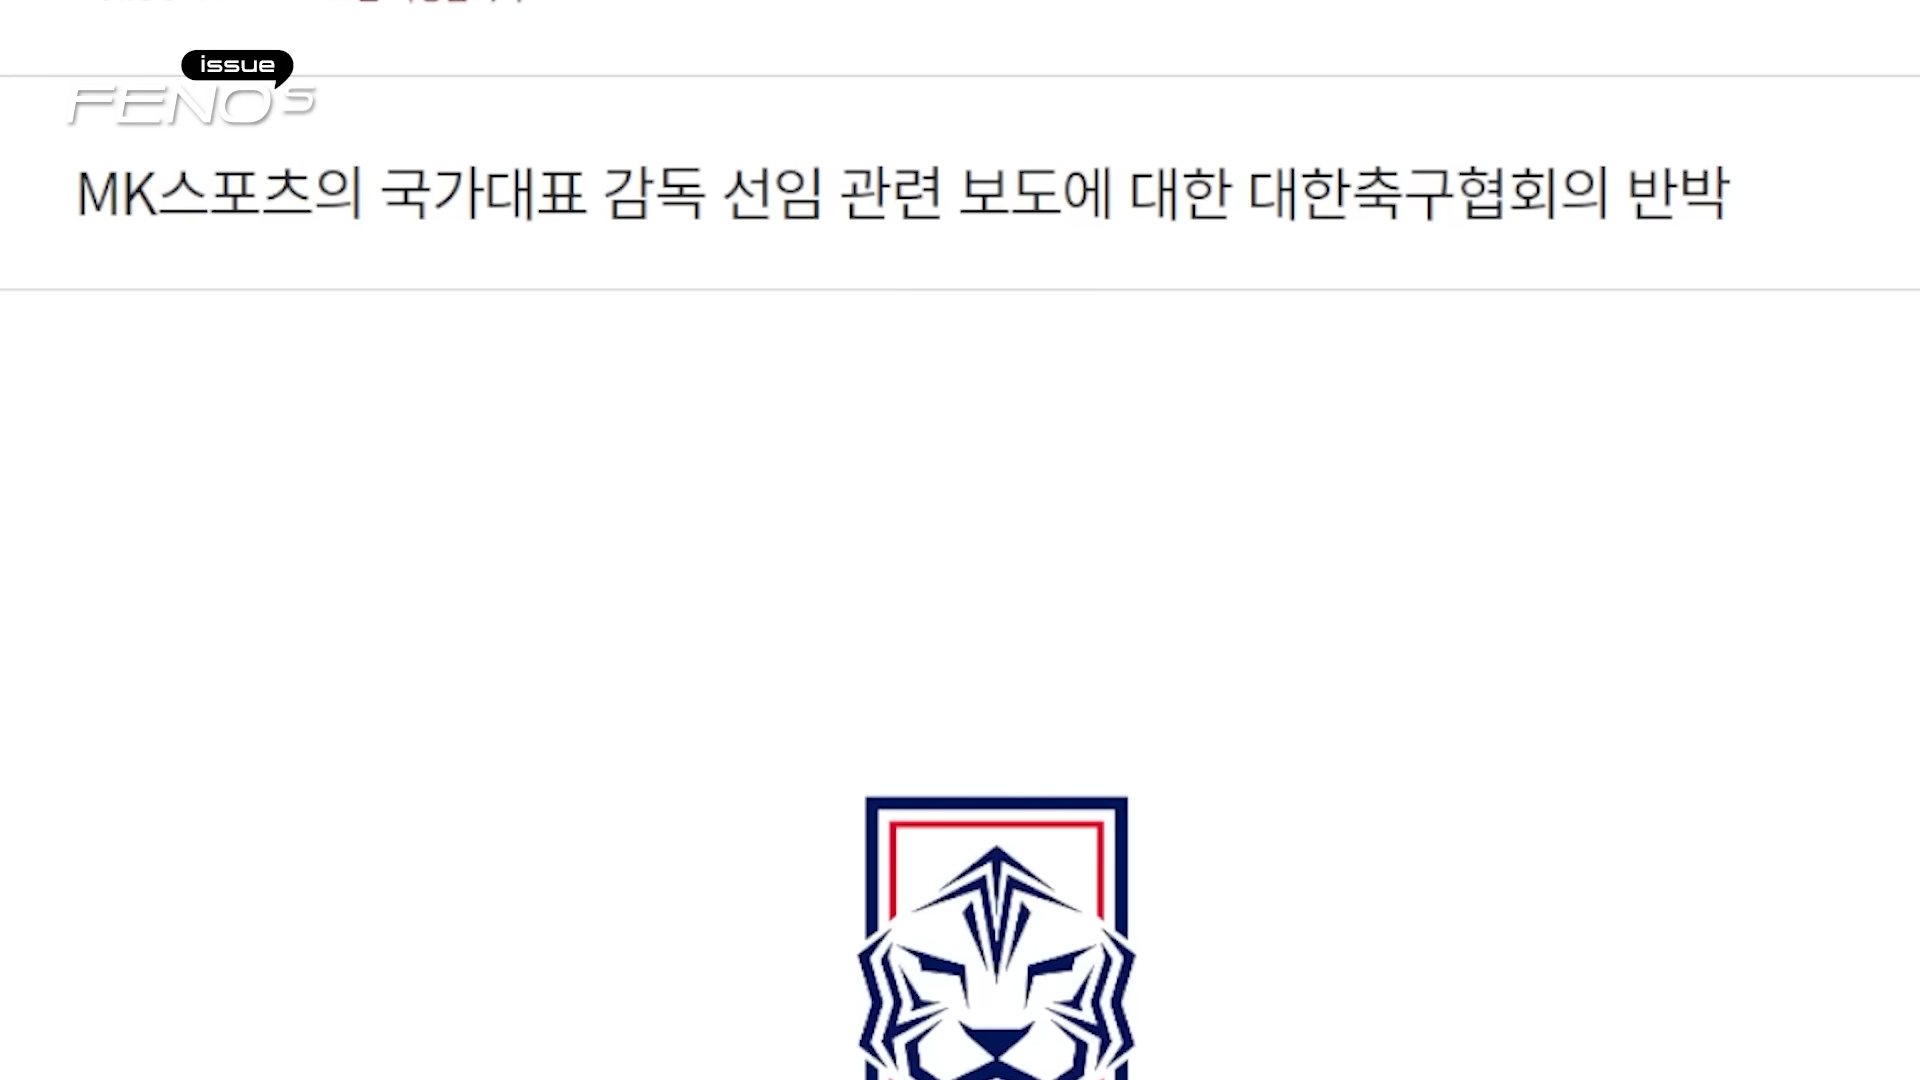 issue
FENO5
MK스포츠의 국가대표 감독 선임 관련 보도에 대한 대한축구협회의 반박